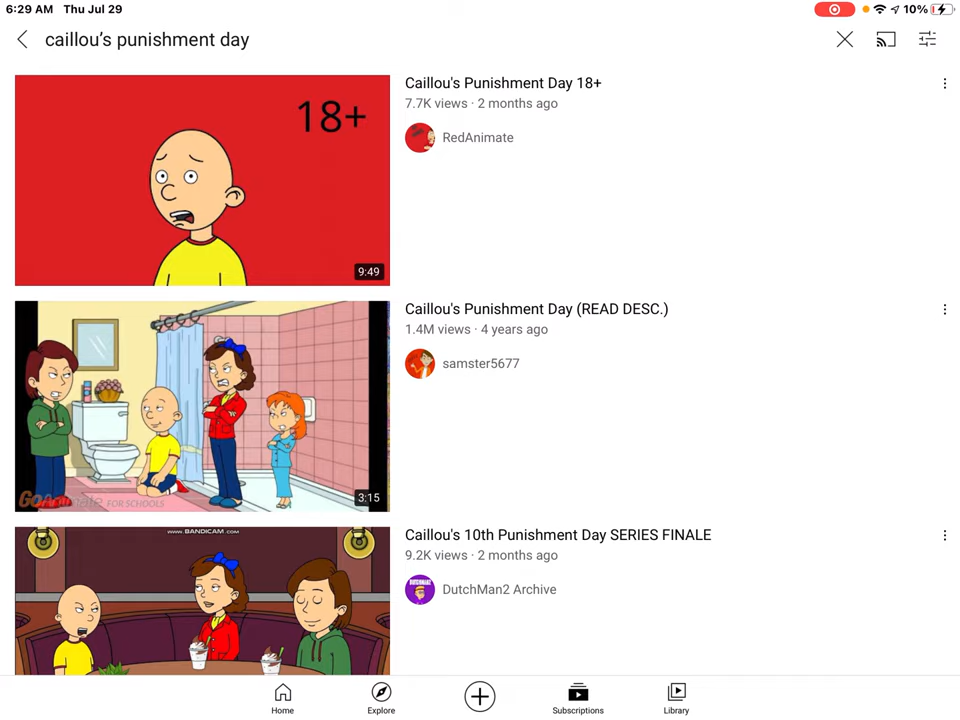 6:29 AM Thu Jul 29
10%
caillou's punishment day
18+
9:49
Caillou's Punishment Day 18+
7.7K views · 2 months ago
RedAnimate
GoAnimate FOR SCHOOLS
3:15
Caillou's Punishment Day (READ DESC.)
1.4M views · 4 years ago
samster5677
WWW.BANDICAM.COM
Caillou's 10th Punishment Day SERIES FINALE
9.2K views · 2 months ago
DUTCHMAN2
DutchMan2 Archive
Home
Explore
Subscriptions
Library